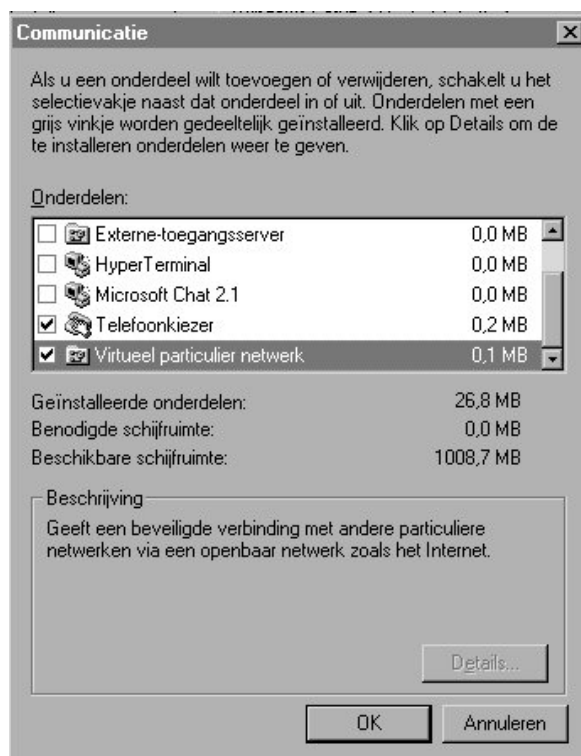 Communicatie
Als u een onderdeel wilt toevoegen of verwijderen, schakelt u het
selectievakje naast dat onderdeel in of uit. Onderdelen met een
grijs vinkje worden gedeeltelijk geïnstalleerd. Klik op Details om de
te installeren onderdelen weer te geven.
Onderdelen:
Externe-toegangsserver 0,0 MB
HyperTerminal 0,0 MB
Microsoft Chat 2.1 0,0 MB
Telefoonkiezer 0,2 MB
Virtueel particulier netwerk 0,1 MB
Geïnstalleerde onderdelen: 26,8 MB
Benodigde schijfruimte: 0,0 MB
Beschikbare schijfruimte: 1008,7 MB
Beschrijving
Geeft een beveiligde verbinding met andere particuliere
netwerken via een openbaar netwerk zoals het Internet.
Details...
OK Annuleren